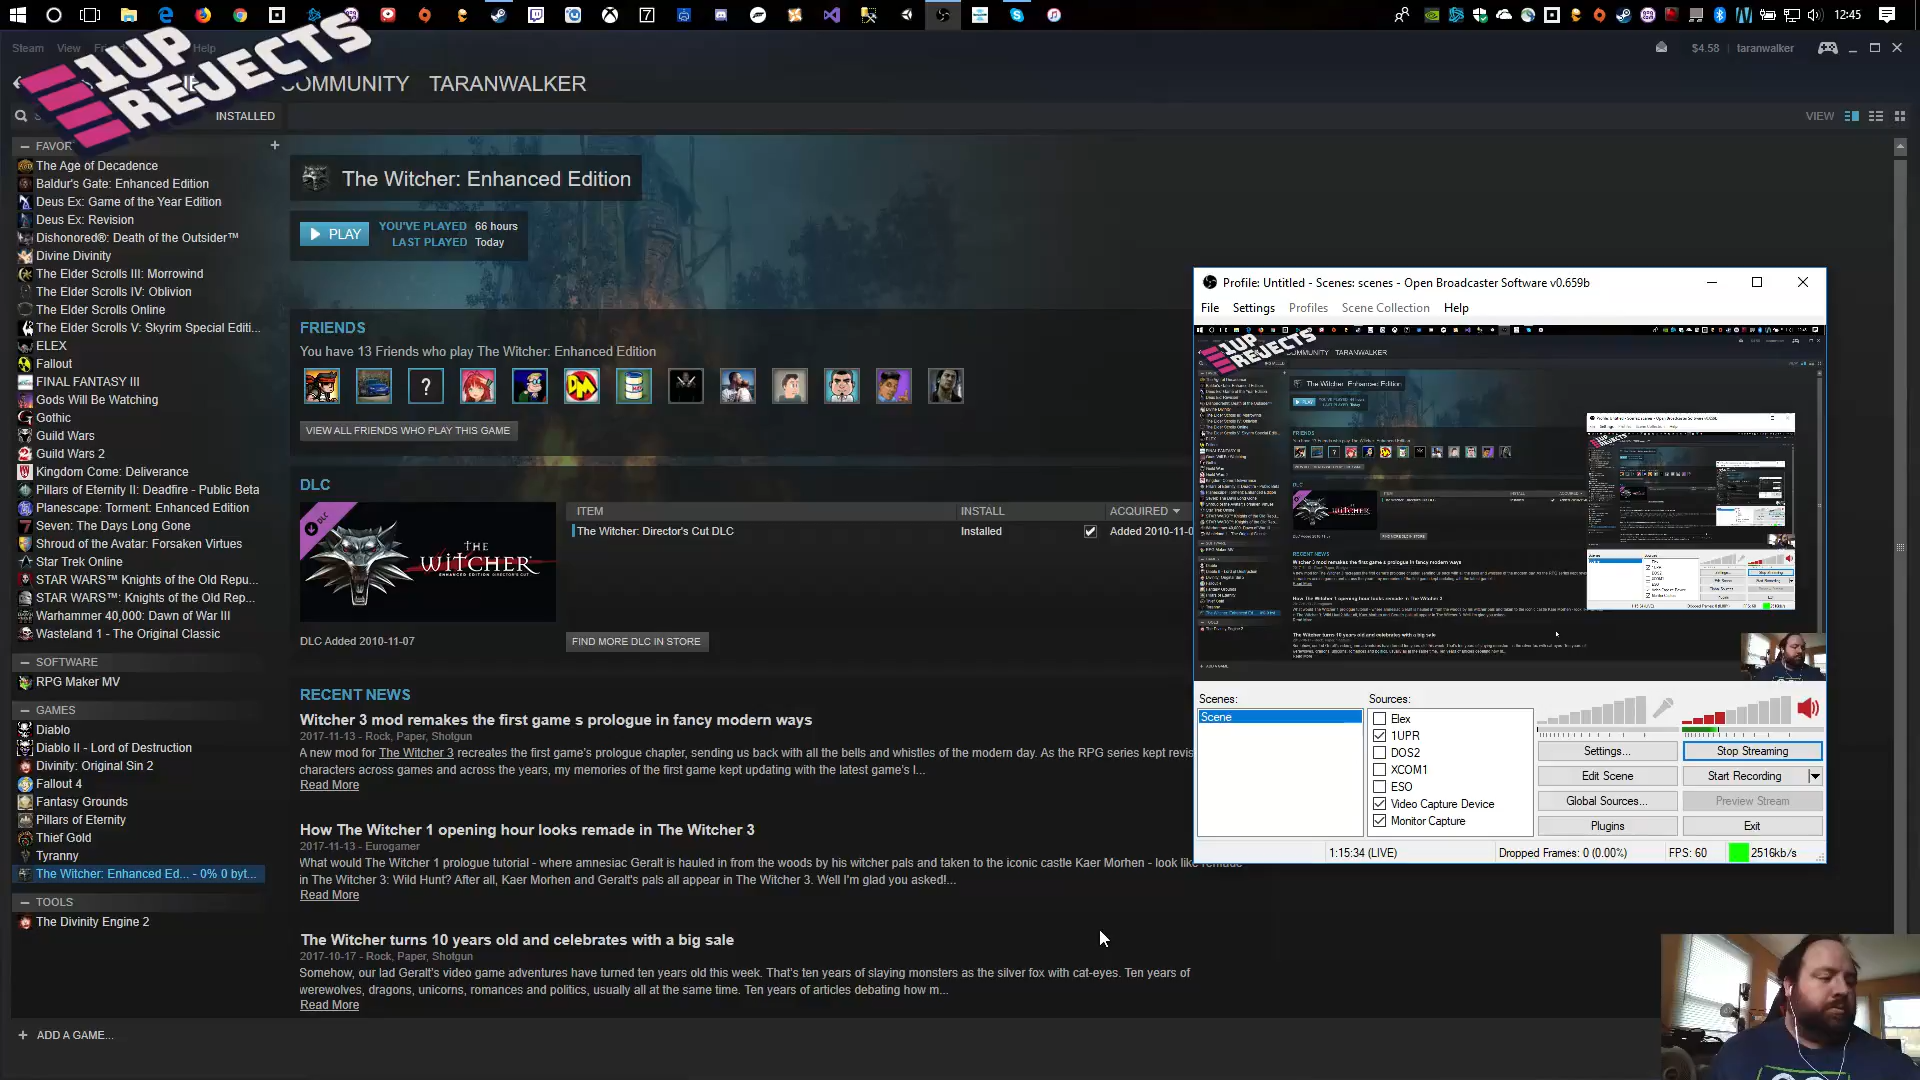 12:45
Steam View Help
$4.58 taranwalker
1UP
REJECTS
COMMUNITY TARANWALKER
INSTALLED
VIEW
FAVOR
The Age of Decadence
Baldur's Gate: Enhanced Edition
Deus Ex: Game of the Year Edition
Deus Ex: Revision
Dishonored®: Death of the Outsider™
Divine Divinity
The Elder Scrolls III: Morrowind
The Elder Scrolls IV: Oblivion
The Elder Scrolls Online
The Elder Scrolls V: Skyrim Special Editi...
ELEX
Fallout
FINAL FANTASY III
Gods Will Be Watching
Gothic
Guild Wars
Guild Wars 2
Kingdom Come: Deliverance
Pillars of Eternity II: Deadfire - Public Beta
Planescape: Torment: Enhanced Edition
Seven: The Days Long Gone
Shroud of the Avatar: Forsaken Virtues
Star Trek Online
STAR WARS™ Knights of the Old Repu...
STAR WARS™: Knights of the Old Rep...
Warhammer 40,000: Dawn of War III
Wasteland 1 - The Original Classic
SOFTWARE
RPG Maker MV
GAMES
Diablo
Diablo II - Lord of Destruction
Divinity: Original Sin 2
Fallout 4
Fantasy Grounds
Pillars of Eternity
Thief Gold
Tyranny
The Witcher: Enhanced Ed... - 0% 0 byt...
TOOLS
The Divinity Engine 2
ADD A GAME...
The Witcher: Enhanced Edition
PLAY
YOU'VE PLAYED 66 hours
LAST PLAYED Today
FRIENDS
You have 13 Friends who play The Witcher: Enhanced Edition
VIEW ALL FRIENDS WHO PLAY THIS GAME
DLC
DLC
THE
WITCHER
ENHANCED EDITION DIRECTOR'S CUT
ITEM INSTALL ACQUIRED
The Witcher: Director's Cut DLC Installed Added 2010-11-0
DLC Added 2010-11-07
FIND MORE DLC IN STORE
RECENT NEWS
Witcher 3 mod remakes the first game s prologue in fancy modern ways
2017-11-13 - Rock, Paper, Shotgun
A new mod for The Witcher 3 recreates the first game's prologue chapter, sending us back with all the bells and whistles of the modern day. As the RPG series kept revis
characters across games and across the years, my memories of the first game kept updating with the latest game's l...
Read More
How The Witcher 1 opening hour looks remade in The Witcher 3
2017-11-13 - Eurogamer
What would The Witcher 1 prologue tutorial - where amnesiac Geralt is hauled in from the woods by his witcher pals and taken to the iconic castle Kaer Morhen - look like remade
in The Witcher 3: Wild Hunt? After all, Kaer Morhen and Geralt's pals all appear in The Witcher 3. Well I'm glad you asked!...
Read More
The Witcher turns 10 years old and celebrates with a big sale
2017-10-17 - Rock, Paper, Shotgun
Somehow, our lad Geralt's video game adventures have turned ten years old this week. That's ten years of slaying monsters as the silver fox with cat-eyes. Ten years of
werewolves, dragons, unicorns, romances and politics, usually all at the same time. Ten years of articles debating how m...
Read More
Profile: Untitled - Scenes: scenes - Open Broadcaster Software v0.659b
File Settings Profiles Scene Collection Help
1UP
REJECTS
COMMUNITY TARANWALKER
The Witcher: Enhanced Edition
Scenes:
Scene
Sources:
Elex
1UPR
DOS2
XCOM1
ESO
Video Capture Device
Monitor Capture
Settings... Stop Streaming
Edit Scene Start Recording
Global Sources... Preview Stream
Plugins Exit
1:15:34 (LIVE) Dropped Frames: 0 (0.00%) FPS: 60 2516kb/s